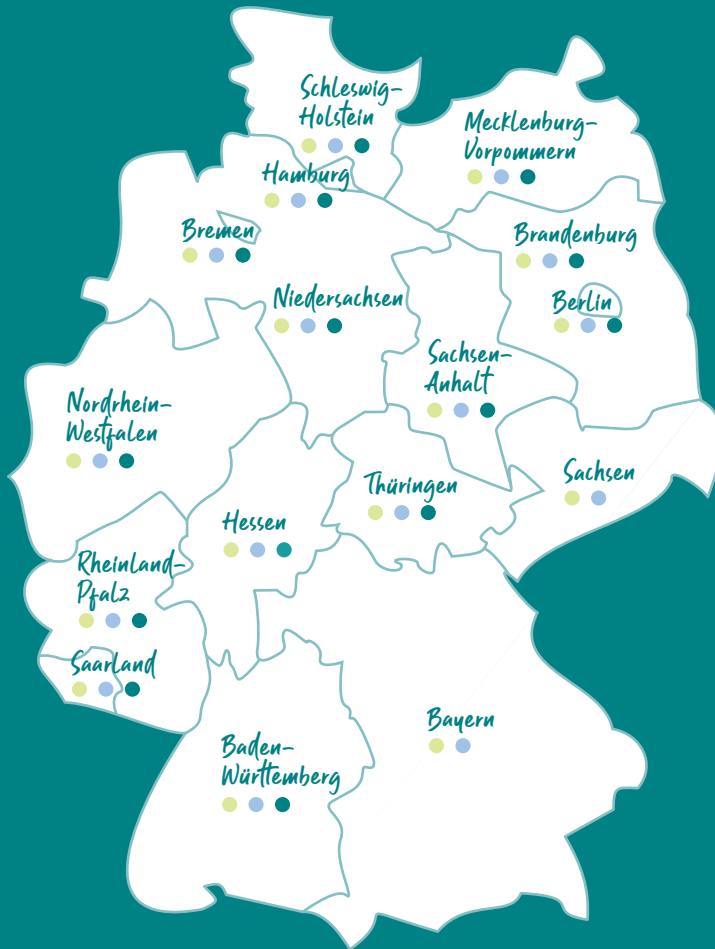 Schleswig-
Holstein
Mecklenburg-
Vorpommern
Hamburg
Bremen
Brandenburg
Niedersachsen
Berlin
Sachsen-
Anhalt
Nordrhein-
Westfalen
Thüringen
Sachsen
Hessen
Rheinland-
Pfalz
Saarland
Bayern
Baden-
Württemberg